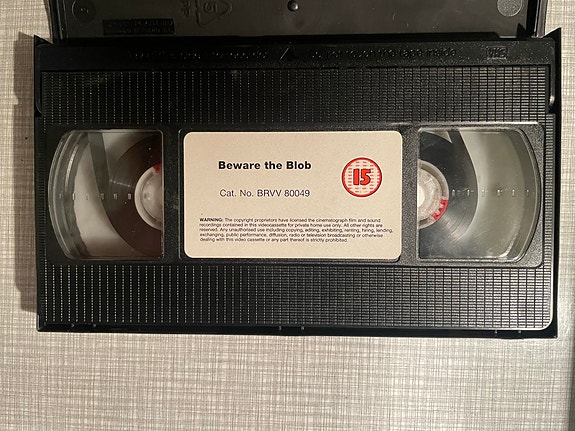 VHS
Beware the Blob
15
Cat. No. BRVV 80049
WARNING: The copyright proprietors have licensed the cinematograph film and sound
recordings contained in this videocassette for private home use only. All other rights are
reserved. Any unauthorised use including copying, editing, exhibiting, renting, hiring, lending,
exchanging, public performance, diffusion, radio or television broadcasting or otherwise
dealing with this video cassette or any part thereof is strictly prohibited.